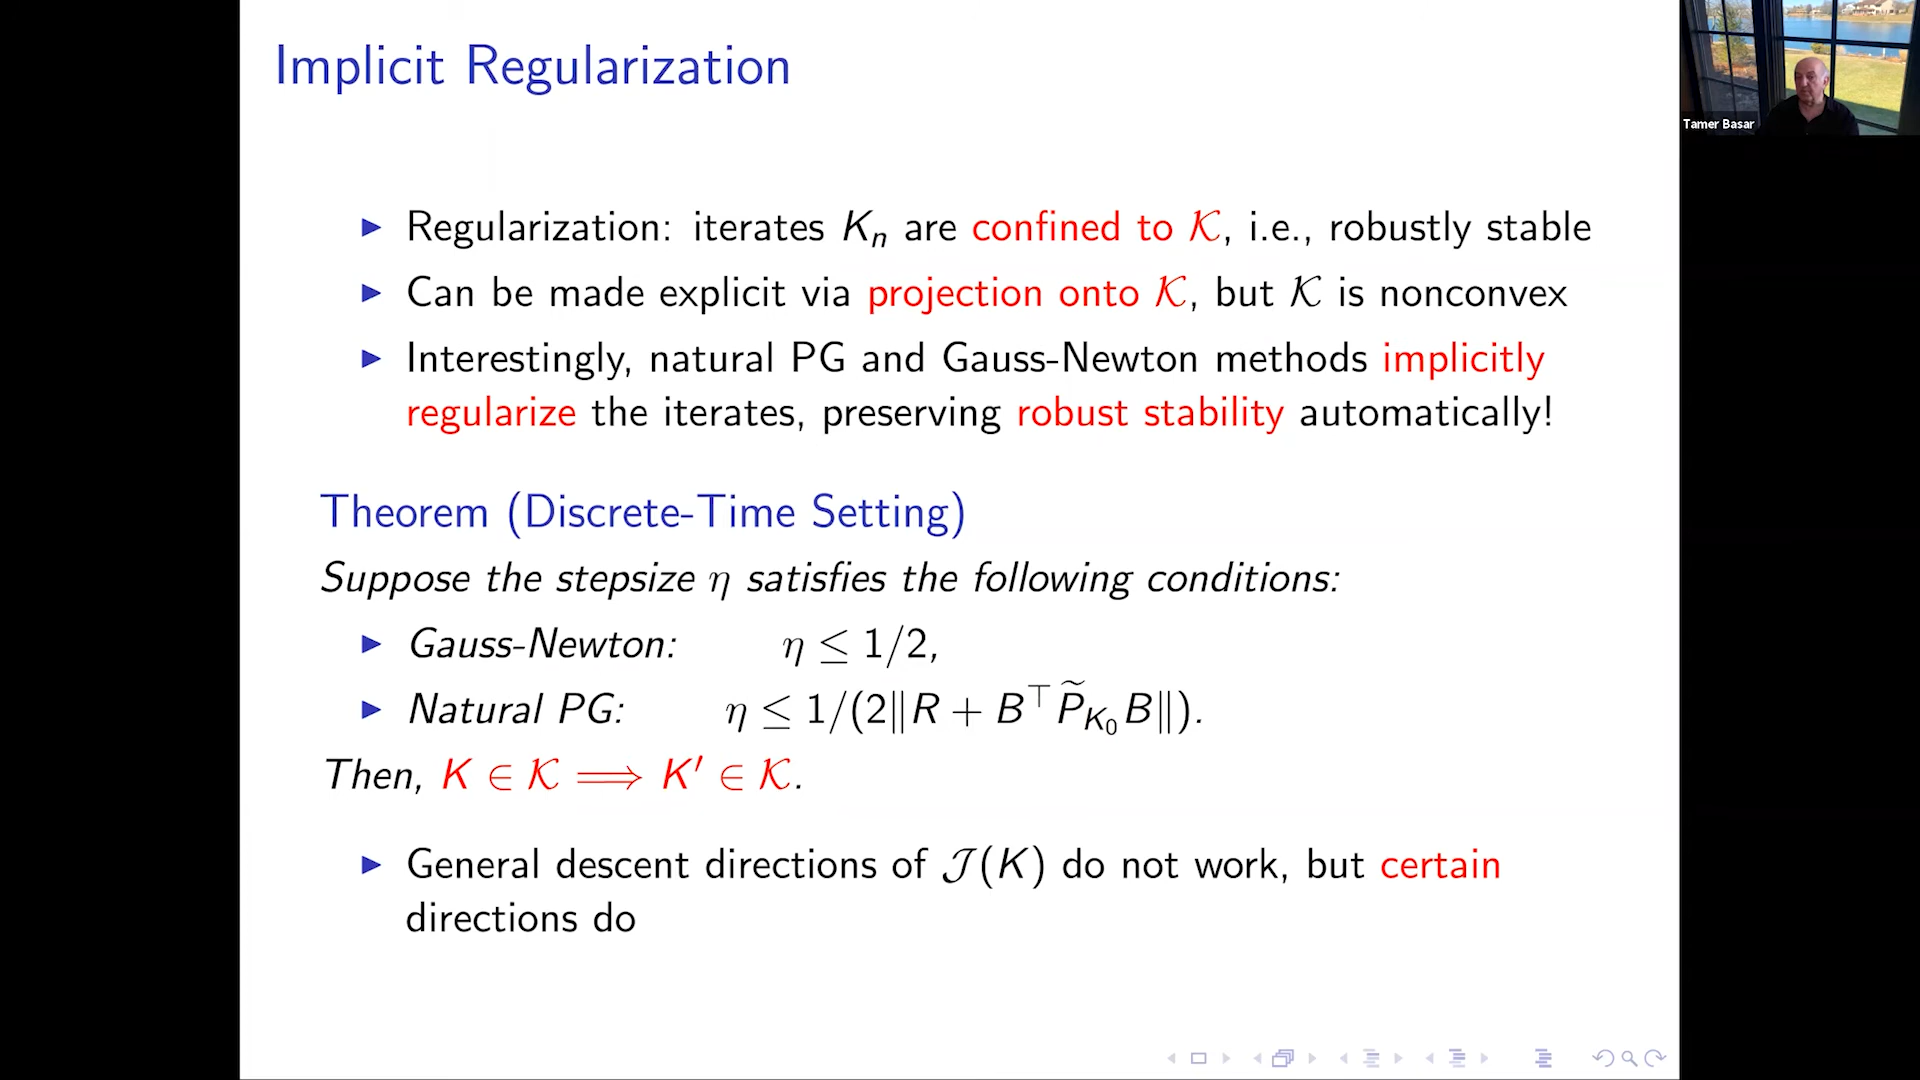 Implicit Regularization
Tamer Basar
▶ Regularization: iterates Kₙ are confined to 𝒦, i.e., robustly stable
▶ Can be made explicit via projection onto 𝒦, but 𝒦 is nonconvex
▶ Interestingly, natural PG and Gauss-Newton methods implicitly
regularize the iterates, preserving robust stability automatically!
Theorem (Discrete-Time Setting)
Suppose the stepsize η satisfies the following conditions:
▶ Gauss-Newton: η ≤ 1/2,
▶ Natural PG: η ≤ 1/(2‖R + B^⊤ P̃_{K₀} B‖).
Then, K ∈ 𝒦 ⟹ K′ ∈ 𝒦.
▶ General descent directions of 𝒥(K) do not work, but certain
directions do